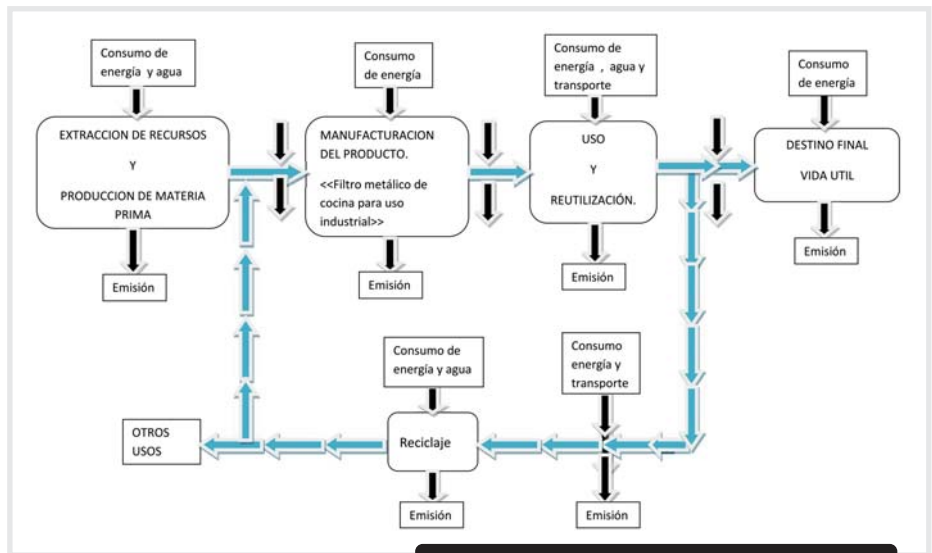 Consumo de
energía y agua
Consumo
de energía
Consumo de
energía , agua y
transporte
Consumo
de energía
EXTRACCION DE RECURSOS
Y
PRODUCCION DE MATERIA
PRIMA
MANUFACTURACION
DEL PRODUCTO.
<<Filtro metálico de
cocina para uso
industrial>>
USO
Y
REUTILIZACIÓN.
DESTINO FINAL
VIDA UTIL
Emisión
Emisión
Emisión
Emisión
Consumo de
energía y agua
Consumo
energía y
transporte
OTROS
USOS
Reciclaje
Emisión
Emisión